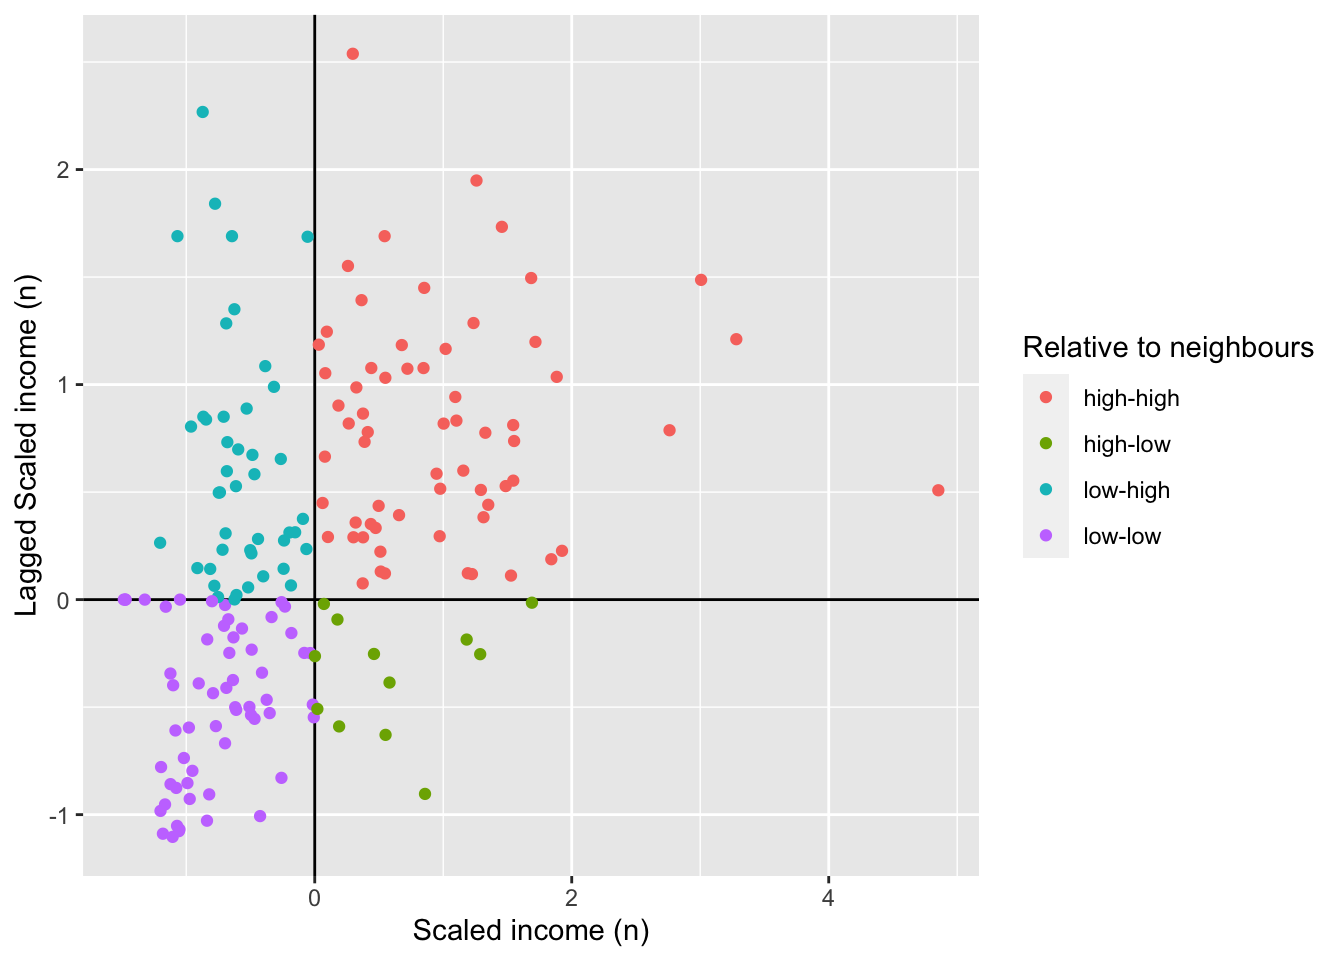 2
1
0
-1
Lagged Scaled income (n)
0
2
4
Scaled income (n)
Relative to neighbours
high-high
high-low
low-high
low-low